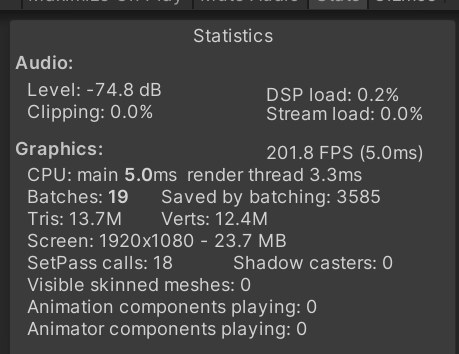 Maximize On Play Mute Audio Stats Gizmos
Statistics
Audio:
Level: -74.8 dB DSP load: 0.2%
Clipping: 0.0% Stream load: 0.0%
Graphics: 201.8 FPS (5.0ms)
CPU: main 5.0ms render thread 3.3ms
Batches: 19 Saved by batching: 3585
Tris: 13.7M Verts: 12.4M
Screen: 1920x1080 - 23.7 MB
SetPass calls: 18 Shadow casters: 0
Visible skinned meshes: 0
Animation components playing: 0
Animator components playing: 0